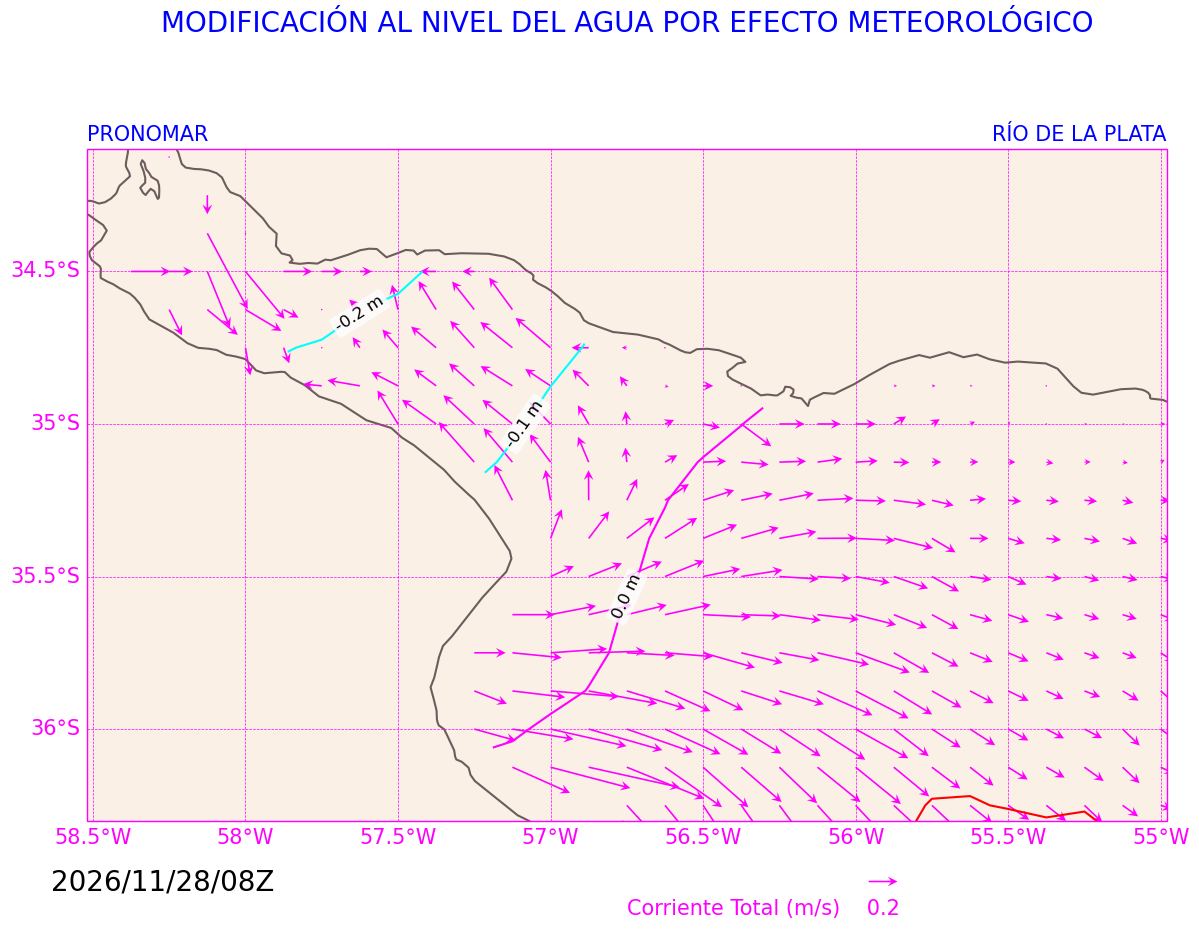 MODIFICACIÓN AL NIVEL DEL AGUA POR EFECTO METEOROLÓGICO
PRONOMAR
RÍO DE LA PLATA
34.5°S
35°S
35.5°S
36°S
-0.2 m
-0.1 m
0.0 m
58.5°W
58°W
57.5°W
57°W
56.5°W
56°W
55.5°W
55°W
2026/11/28/08Z
Corriente Total (m/s)
0.2